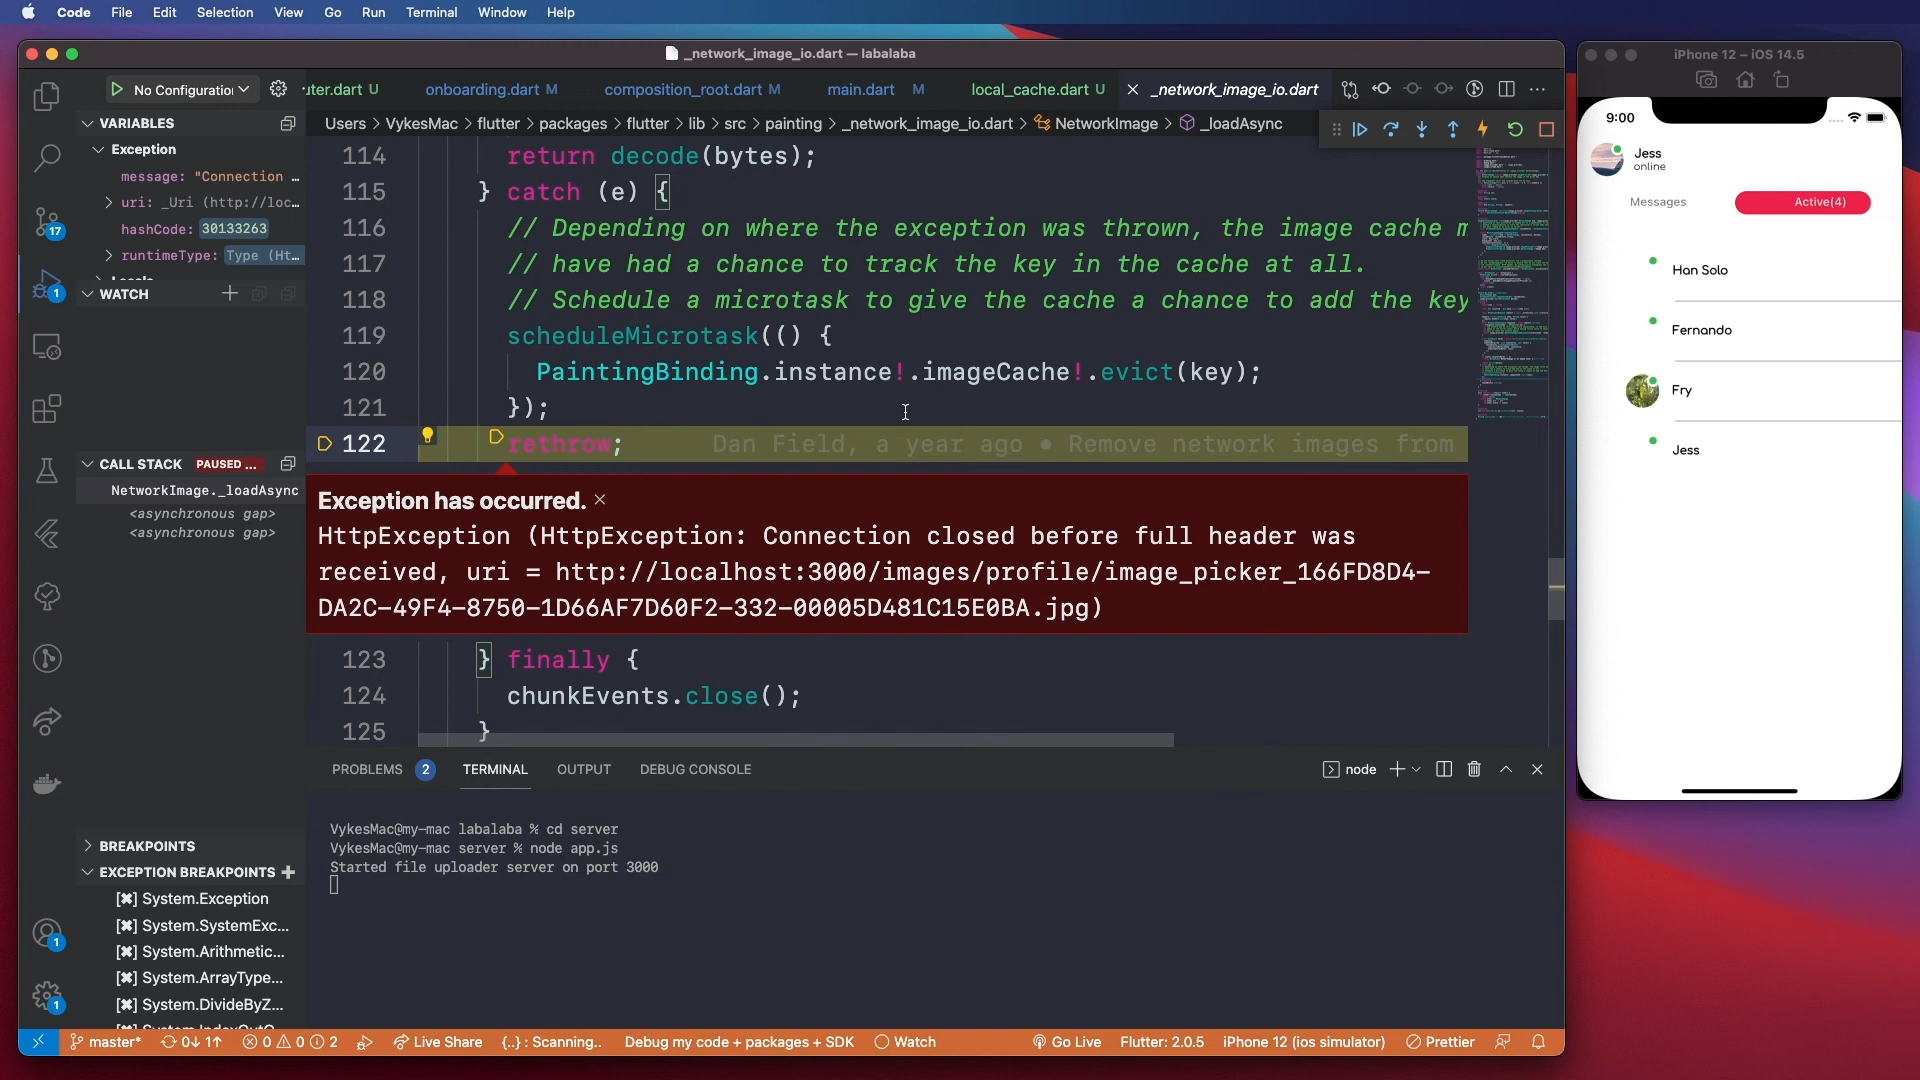 Code File Edit Selection View Go Run Terminal Window Help
_network_image_io.dart — labalaba
No Configuration
uter.dart U
onboarding.dart M
composition_root.dart M
main.dart M
local_cache.dart U
_network_image_io.dart
Users > VykesMac > flutter > packages > flutter > lib > src > painting > _network_image_io.dart > NetworkImage > _loadAsync
VARIABLES
Exception
message: "Connection …
uri: _Uri (http://loc…
hashCode: 30133263
runtimeType: Type (Ht…
Locals
WATCH
17
1
CALL STACK PAUSED ...
NetworkImage._loadAsync
<asynchronous gap>
<asynchronous gap>
BREAKPOINTS
EXCEPTION BREAKPOINTS
[✖] System.Exception
[✖] System.SystemExc...
[✖] System.Arithmetic...
[✖] System.ArrayType...
[✖] System.DivideByZ...
1
1
114 return decode(bytes);
115 } catch (e) {
116 // Depending on where the exception was thrown, the image cache m
117 // have had a chance to track the key in the cache at all.
118 // Schedule a microtask to give the cache a chance to add the key
119 scheduleMicrotask(() {
120 PaintingBinding.instance!.imageCache!.evict(key);
121 });
122 rethrow; Dan Field, a year ago • Remove network images from
Exception has occurred. ×
HttpException (HttpException: Connection closed before full header was
received, uri = http://localhost:3000/images/profile/image_picker_166FD8D4-
DA2C-49F4-8750-1D66AF7D60F2-332-00005D481C15E0BA.jpg)
123 } finally {
124 chunkEvents.close();
125 }
PROBLEMS 2 TERMINAL OUTPUT DEBUG CONSOLE
node
VykesMac@my-mac labalaba % cd server
VykesMac@my-mac server % node app.js
Started file uploader server on port 3000
master* 0↓ 1↑ 0 0 2 Live Share {..} : Scanning.. Debug my code + packages + SDK Watch
Go Live Flutter: 2.0.5 iPhone 12 (ios simulator) Prettier
iPhone 12 – iOS 14.5
9:00
Jess
online
Messages
Active(4)
Han Solo
Fernando
Fry
Jess